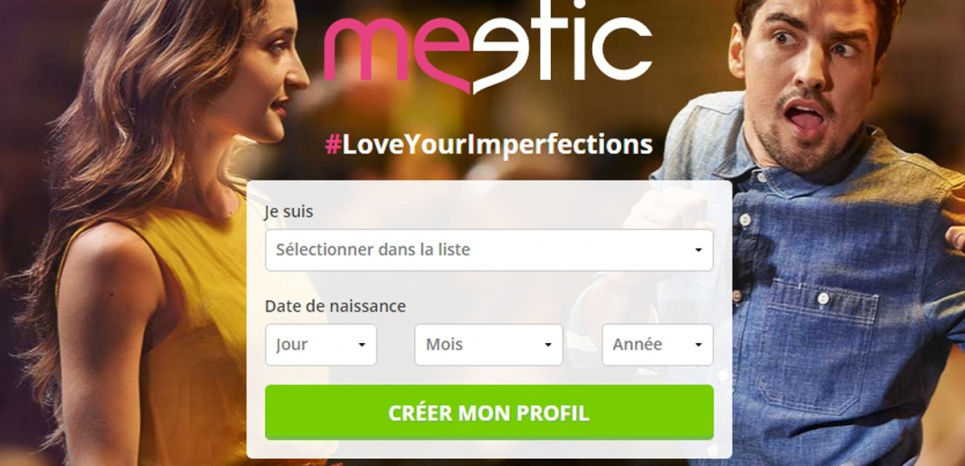 meetic
#LoveYourImperfections
Je suis
Sélectionner dans la liste
Date de naissance
Jour Mois Année
CRÉER MON PROFIL